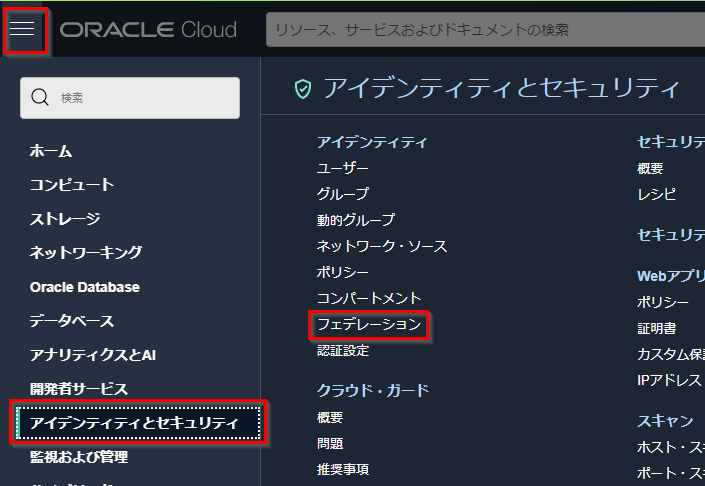 ORACLE Cloud
リソース、サービスおよびドキュメントの検索
検索
ホーム
コンピュート
ストレージ
ネットワーキング
Oracle Database
データベース
アナリティクスとAI
開発者サービス
アイデンティティとセキュリティ
監視および管理
アイデンティティとセキュリティ
アイデンティティ
ユーザー
グループ
動的グループ
ネットワーク・ソース
ポリシー
コンパートメント
フェデレーション
認証設定
クラウド・ガード
概要
問題
推奨事項
セキュリテ
概要
レシピ
セキュリテ
Webアプリ
ポリシー
証明書
カスタム保
IPアドレス
スキャン
ホスト・ス
ポート・ス